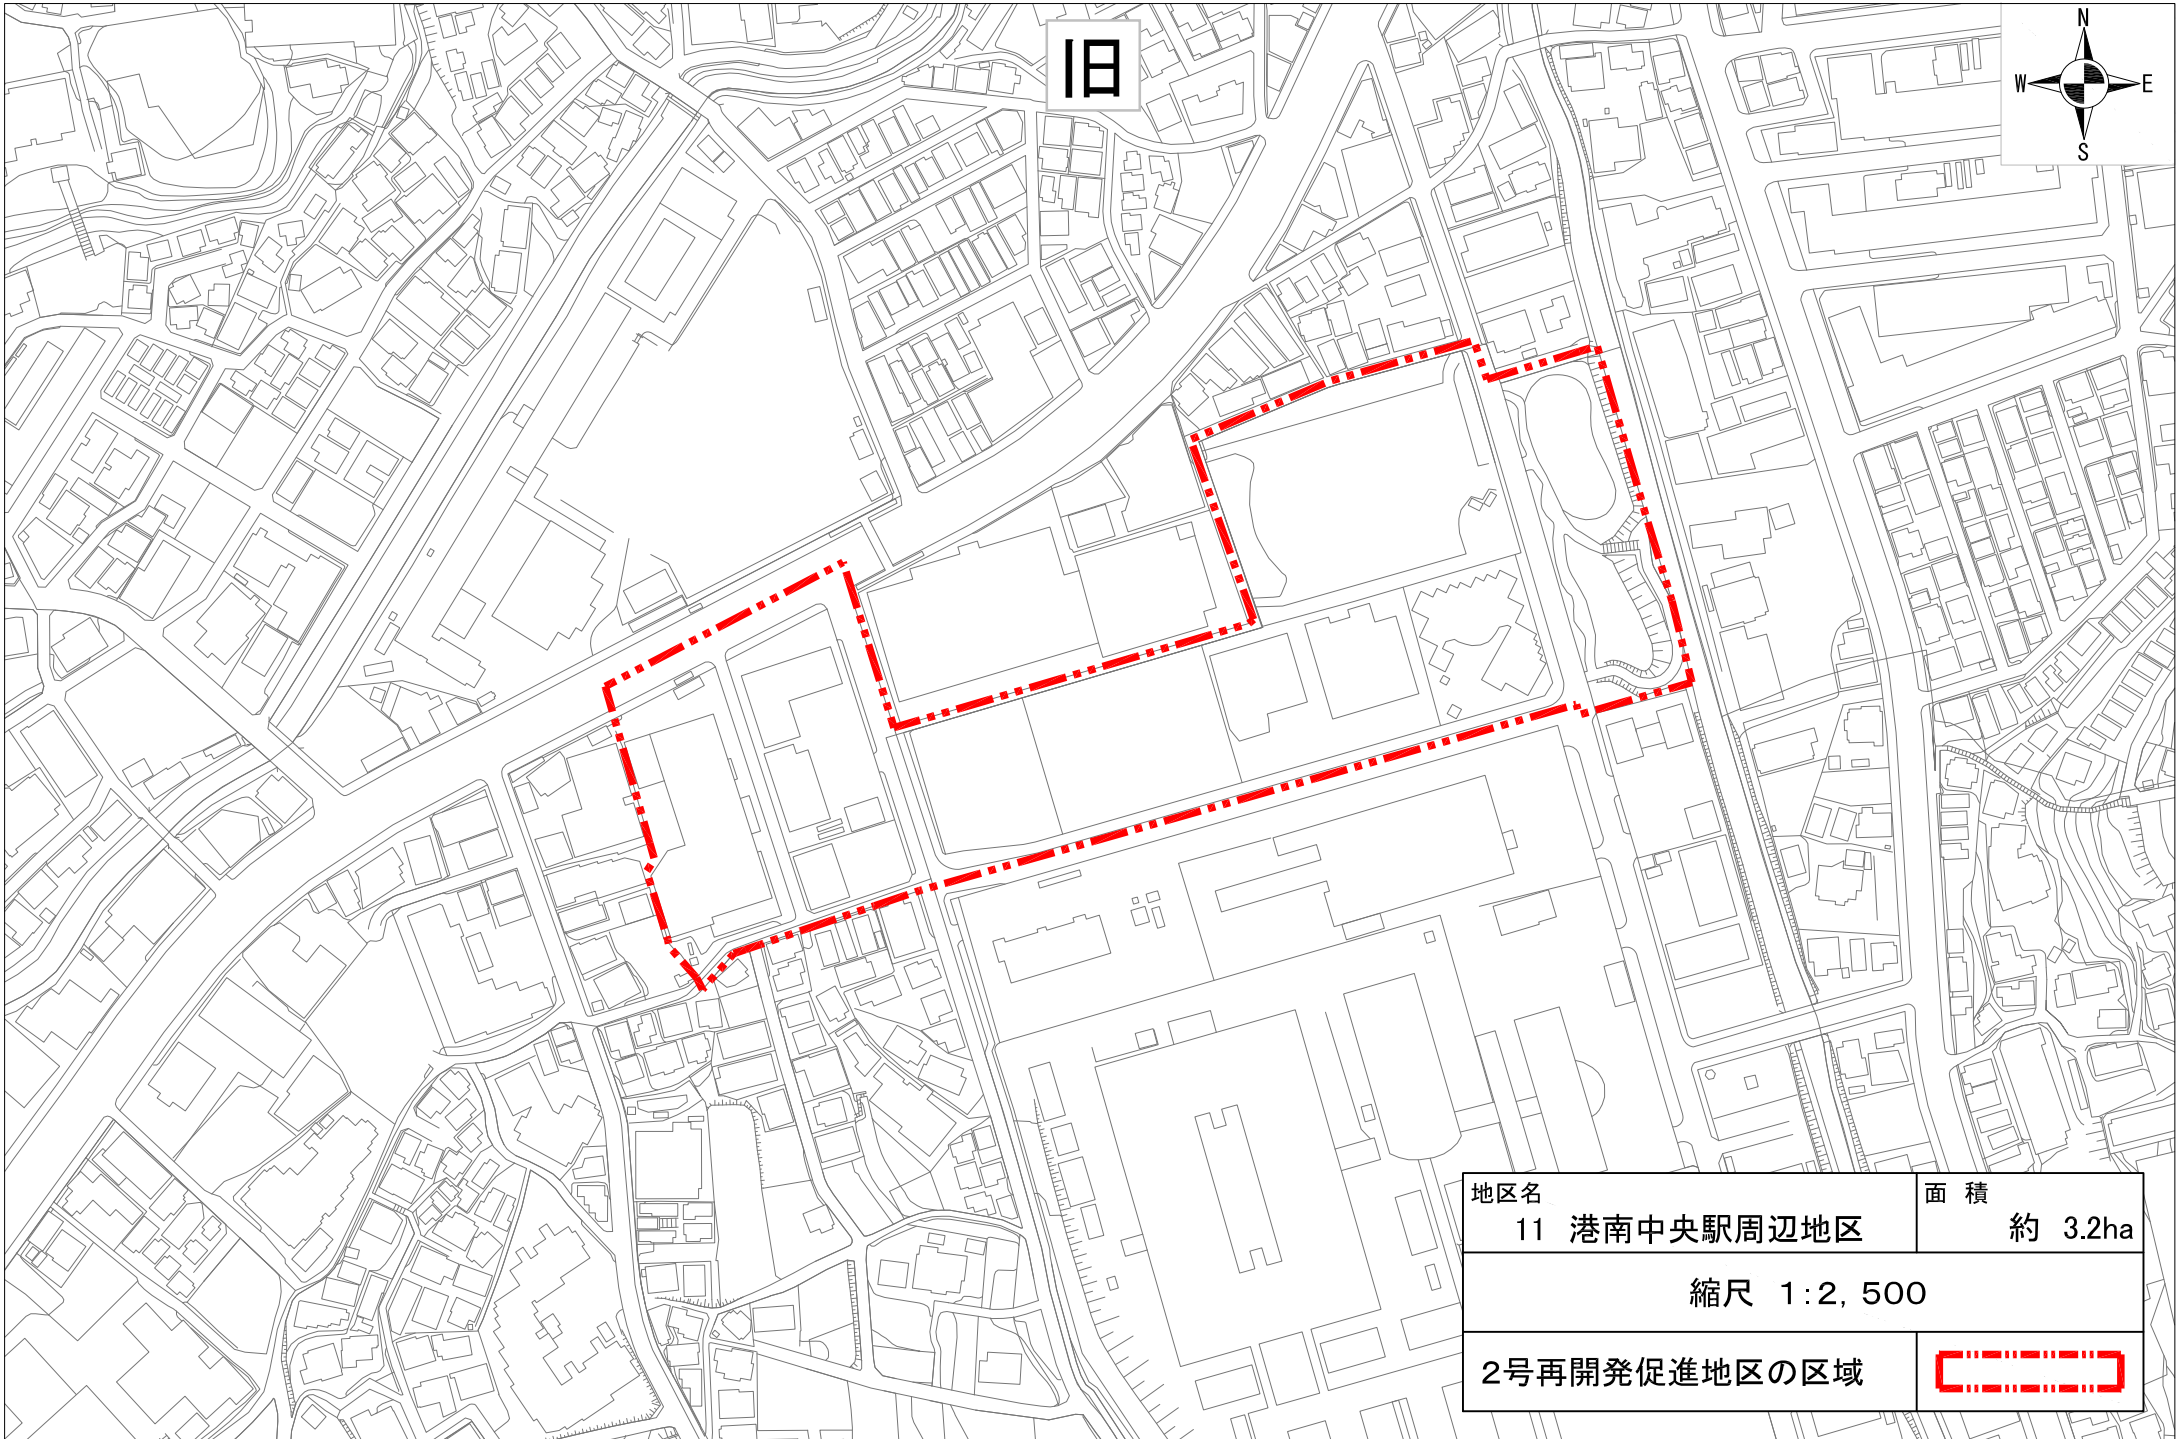 旧
N
W E
S
地区名
11 港南中央駅周辺地区
面 積
約 3.2ha
縮尺 1:2,500
2号再開発促進地区の区域